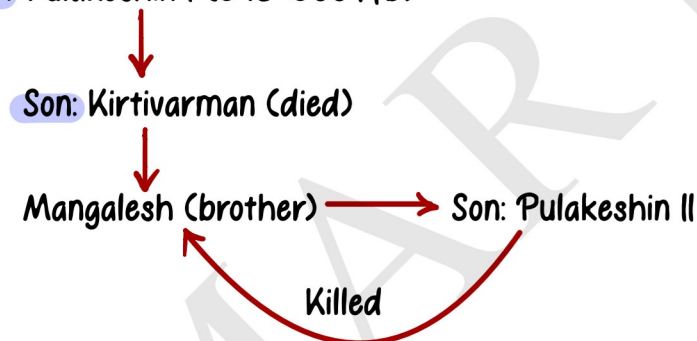 Son: Kirtivarman (died)
Mangalesh (brother) Son: Pulakeshin II
Killed